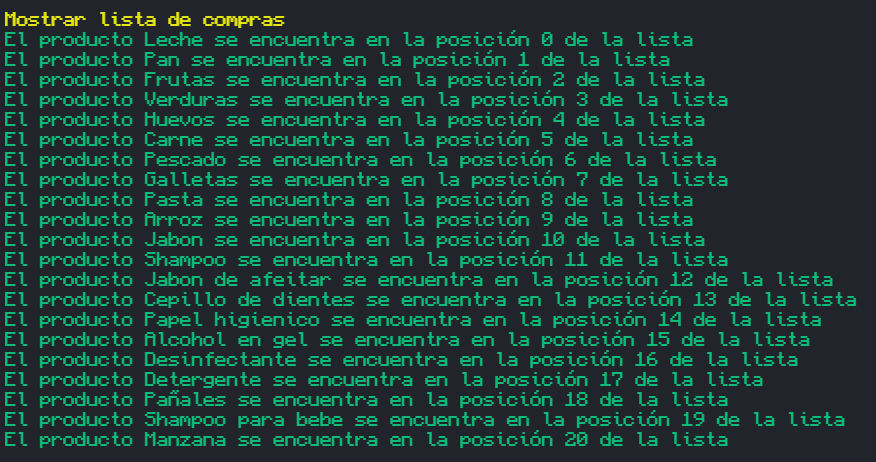 Mostrar lista de compras
El producto Leche se encuentra en la posición 0 de la lista
El producto Pan se encuentra en la posición 1 de la lista
El producto Frutas se encuentra en la posición 2 de la lista
El producto Verduras se encuentra en la posición 3 de la lista
El producto Huevos se encuentra en la posición 4 de la lista
El producto Carne se encuentra en la posición 5 de la lista
El producto Pescado se encuentra en la posición 6 de la lista
El producto Galletas se encuentra en la posición 7 de la lista
El producto Pasta se encuentra en la posición 8 de la lista
El producto Arroz se encuentra en la posición 9 de la lista
El producto Jabon se encuentra en la posición 10 de la lista
El producto Shampoo se encuentra en la posición 11 de la lista
El producto Jabon de afeitar se encuentra en la posición 12 de la lista
El producto Cepillo de dientes se encuentra en la posición 13 de la lista
El producto Papel higienico se encuentra en la posición 14 de la lista
El producto Alcohol en gel se encuentra en la posición 15 de la lista
El producto Desinfectante se encuentra en la posición 16 de la lista
El producto Detergente se encuentra en la posición 17 de la lista
El producto Pañales se encuentra en la posición 18 de la lista
El producto Shampoo para bebe se encuentra en la posición 19 de la lista
El producto Manzana se encuentra en la posición 20 de la lista